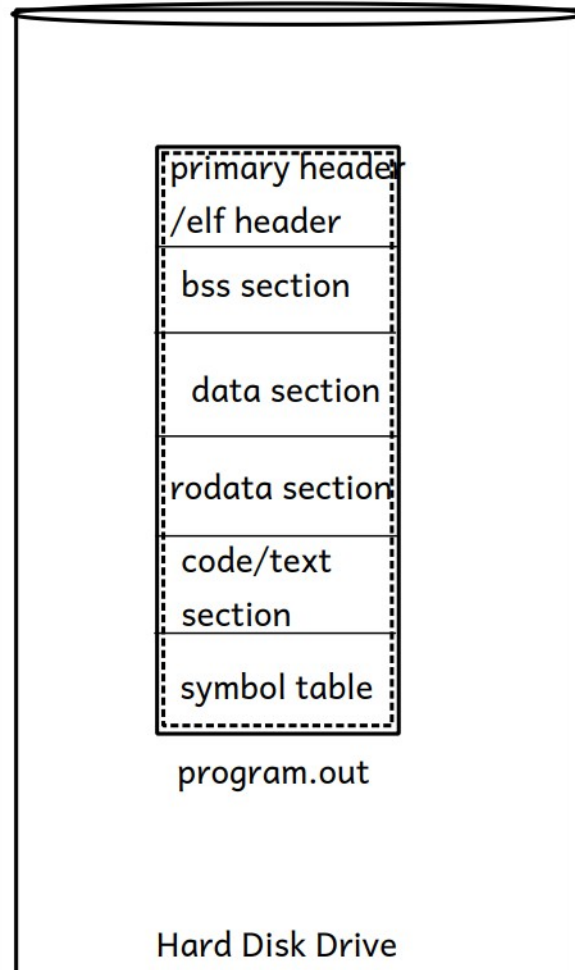 primary header
/elf header
bss section
data section
rodata section
code/text
section
symbol table
program.out
Hard Disk Drive